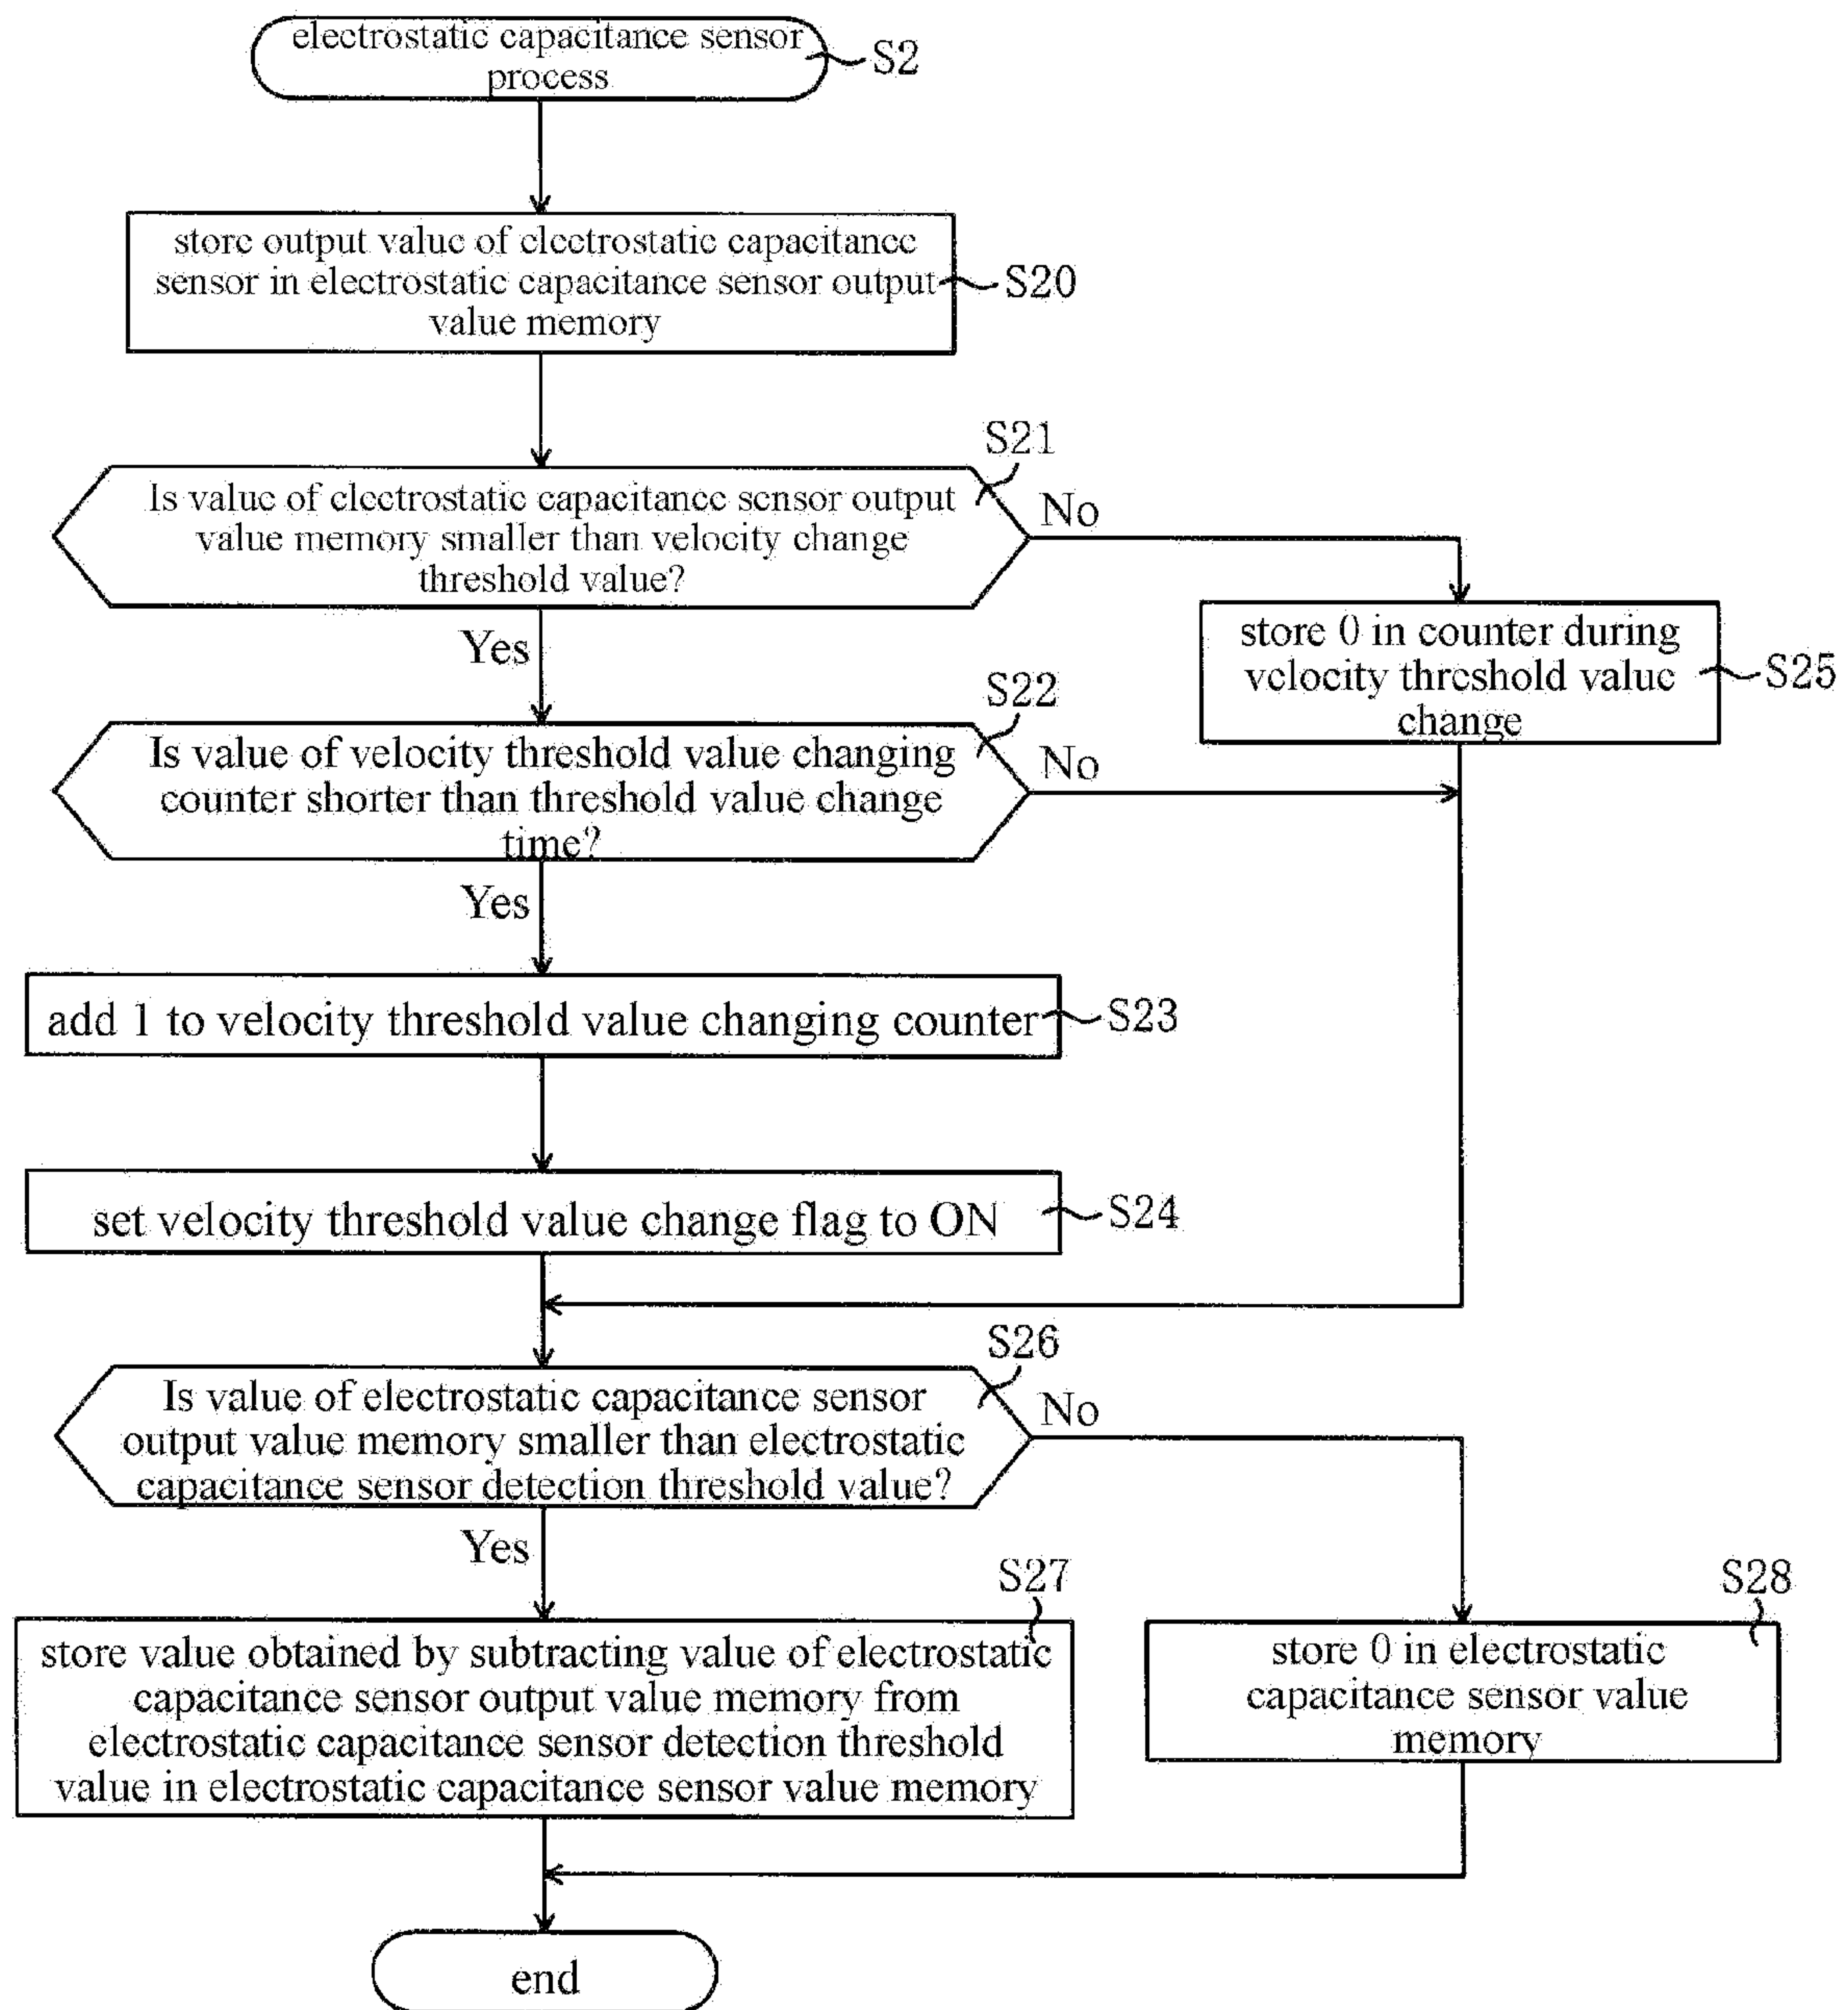 electrostatic capacitance sensor
process
S2
store output value of electrostatic capacitance
sensor in electrostatic capacitance sensor output
value memory
S20
S21
Is value of electrostatic capacitance sensor output
value memory smaller than velocity change
threshold value?
No
Yes
store 0 in counter during
velocity threshold value
change
S25
S22
Is value of velocity threshold value changing
counter shorter than threshold value change
time?
No
Yes
add 1 to velocity threshold value changing counter
S23
set velocity threshold value change flag to ON
S24
S26
Is value of electrostatic capacitance sensor
output value memory smaller than electrostatic
capacitance sensor detection threshold value?
No
Yes
S27
store value obtained by subtracting value of electrostatic
capacitance sensor output value memory from
electrostatic capacitance sensor detection threshold
value in electrostatic capacitance sensor value memory
S28
store 0 in electrostatic
capacitance sensor value
memory
end